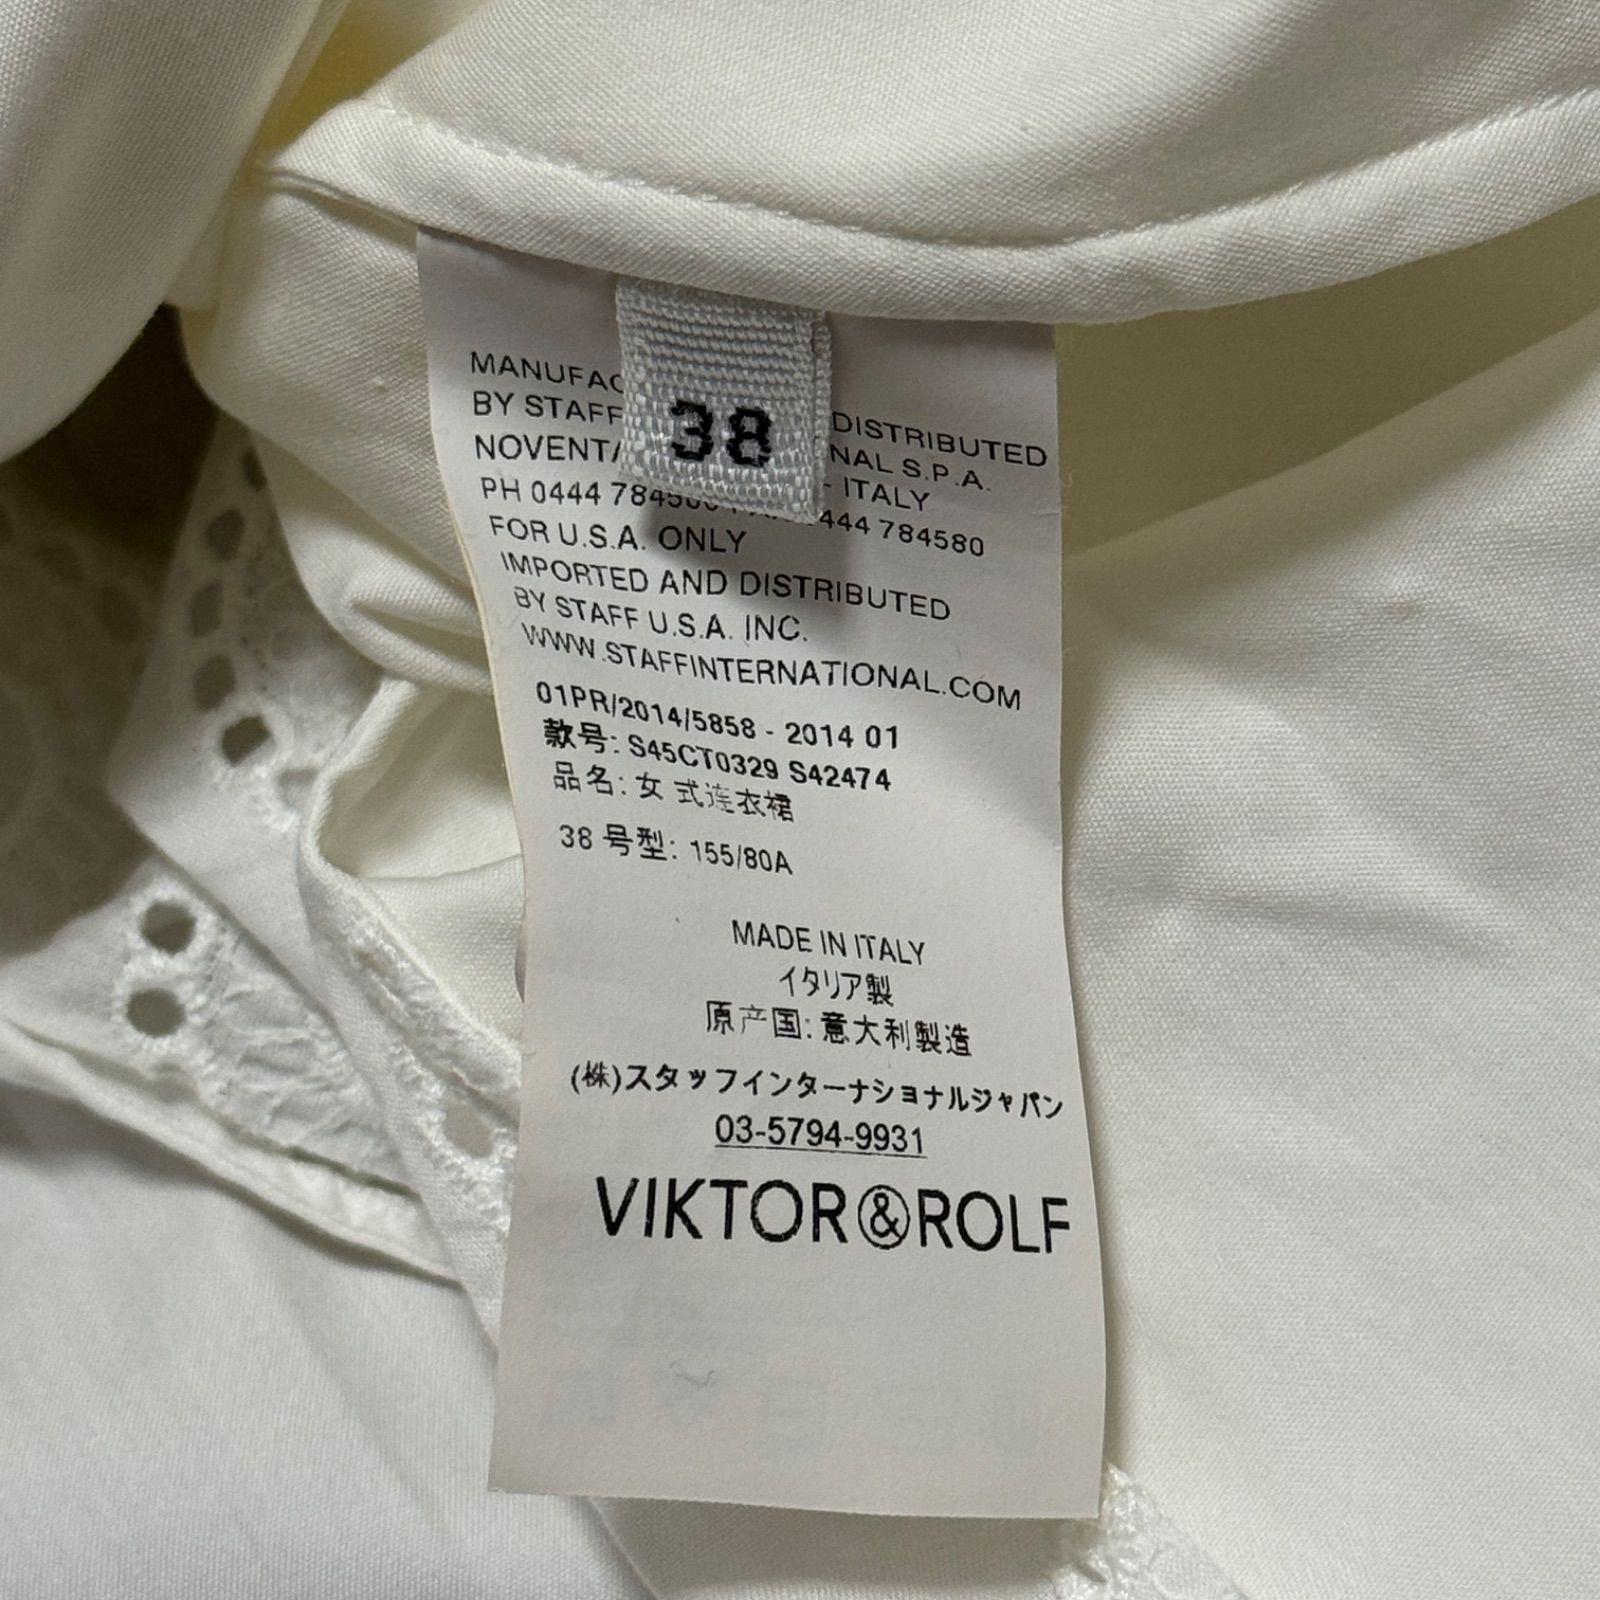 38
MANUFAC DISTRIBUTED
BY STAFF NAL S.P.A.
NOVENTA - ITALY
PH 0444 784500 444 784580
FOR U.S.A. ONLY
IMPORTED AND DISTRIBUTED
BY STAFF U.S.A. INC.
WWW.STAFFINTERNATIONAL.COM
01PR/2014/5858 - 2014 01
款号: S45CT0329 S42474
品名: 女式连衣裙
38 号型: 155/80A
MADE IN ITALY
イタリア製
原产国: 意大利製造
(株)スタッフインターナショナルジャパン
03-5794-9931
VIKTOR&ROLF